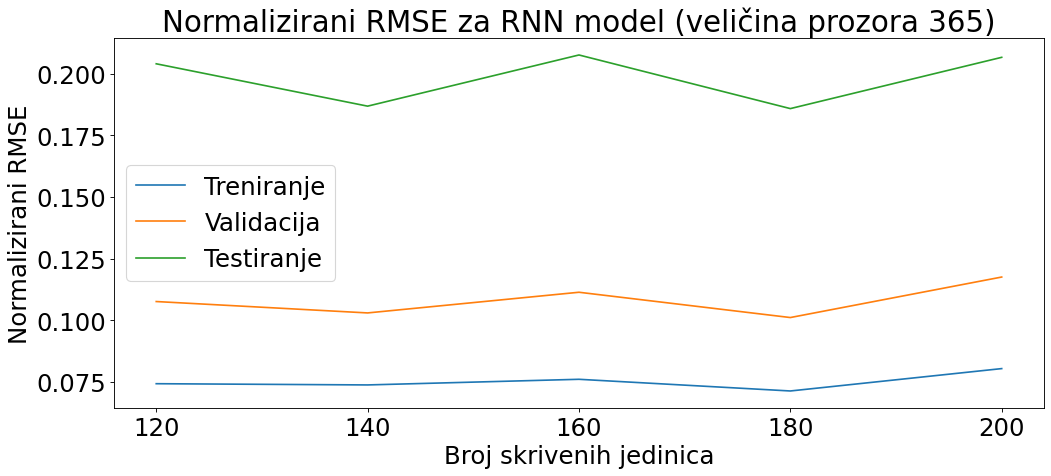 Normalizirani RMSE za RNN model (veličina prozora 365)
Normalizirani RMSE
0.200
0.175
0.150
0.125
0.100
0.075
Treniranje
Validacija
Testiranje
120 140 160 180 200
Broj skrivenih jedinica